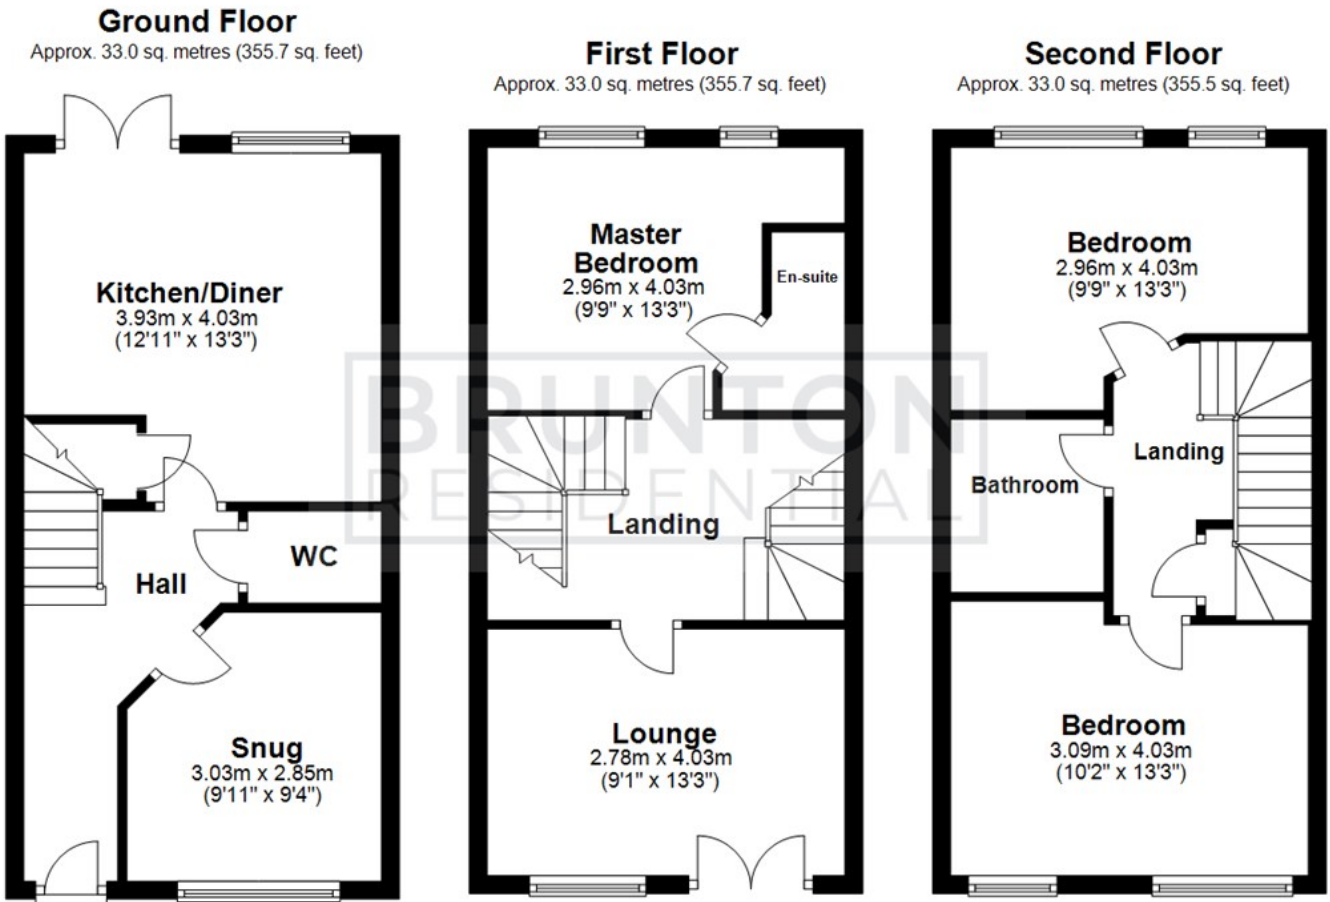 Ground Floor
Approx. 33.0 sq. metres (355.7 sq. feet)
Kitchen/Diner
3.93m x 4.03m
(12'11" x 13'3")
WC
Hall
Snug
3.03m x 2.85m
(9'11" x 9'4")
First Floor
Approx. 33.0 sq. metres (355.7 sq. feet)
Master
Bedroom
2.96m x 4.03m
(9'9" x 13'3")
En-suite
Landing
Lounge
2.78m x 4.03m
(9'1" x 13'3")
Second Floor
Approx. 33.0 sq. metres (355.5 sq. feet)
Bedroom
2.96m x 4.03m
(9'9" x 13'3")
Landing
Bathroom
Bedroom
3.09m x 4.03m
(10'2" x 13'3")
BRUNTON
RESIDENTIAL